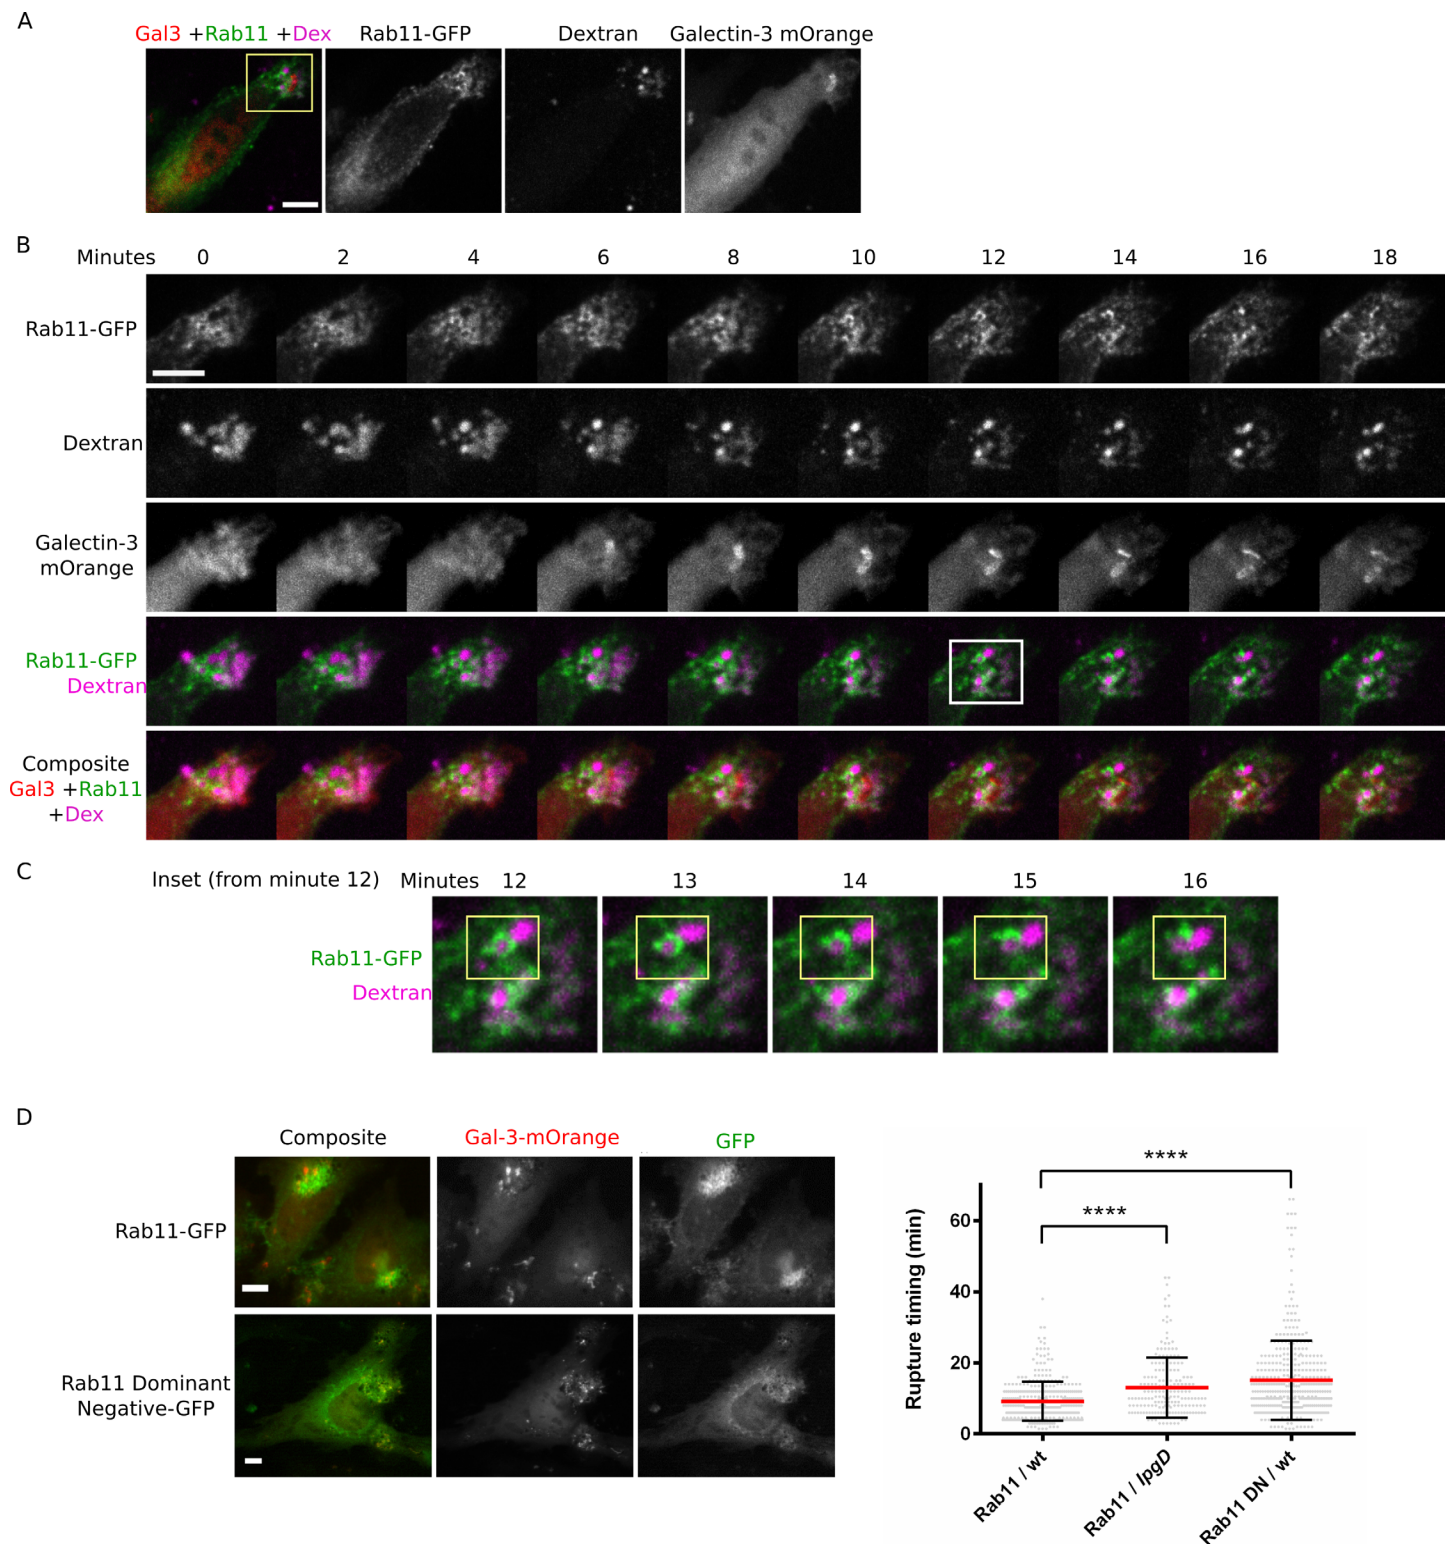 A
Gal3 +Rab11 +Dex
Rab11-GFP
Dextran
Galectin-3 mOrange
B
Minutes 0 2 4 6 8 10 12 14 16 18
Rab11-GFP
Dextran
Galectin-3
mOrange
Rab11-GFP
Dextran
Composite
Gal3 +Rab11
+Dex
C
Inset (from minute 12) Minutes 12 13 14 15 16
Rab11-GFP
Dextran
D
Composite
Gal-3-mOrange
GFP
Rab11-GFP
Rab11 Dominant
Negative-GFP
****
****
Rupture timing (min)
60
40
20
0
Rab11 / wt
Rab11 / IpgD
Rab11 DN / wt